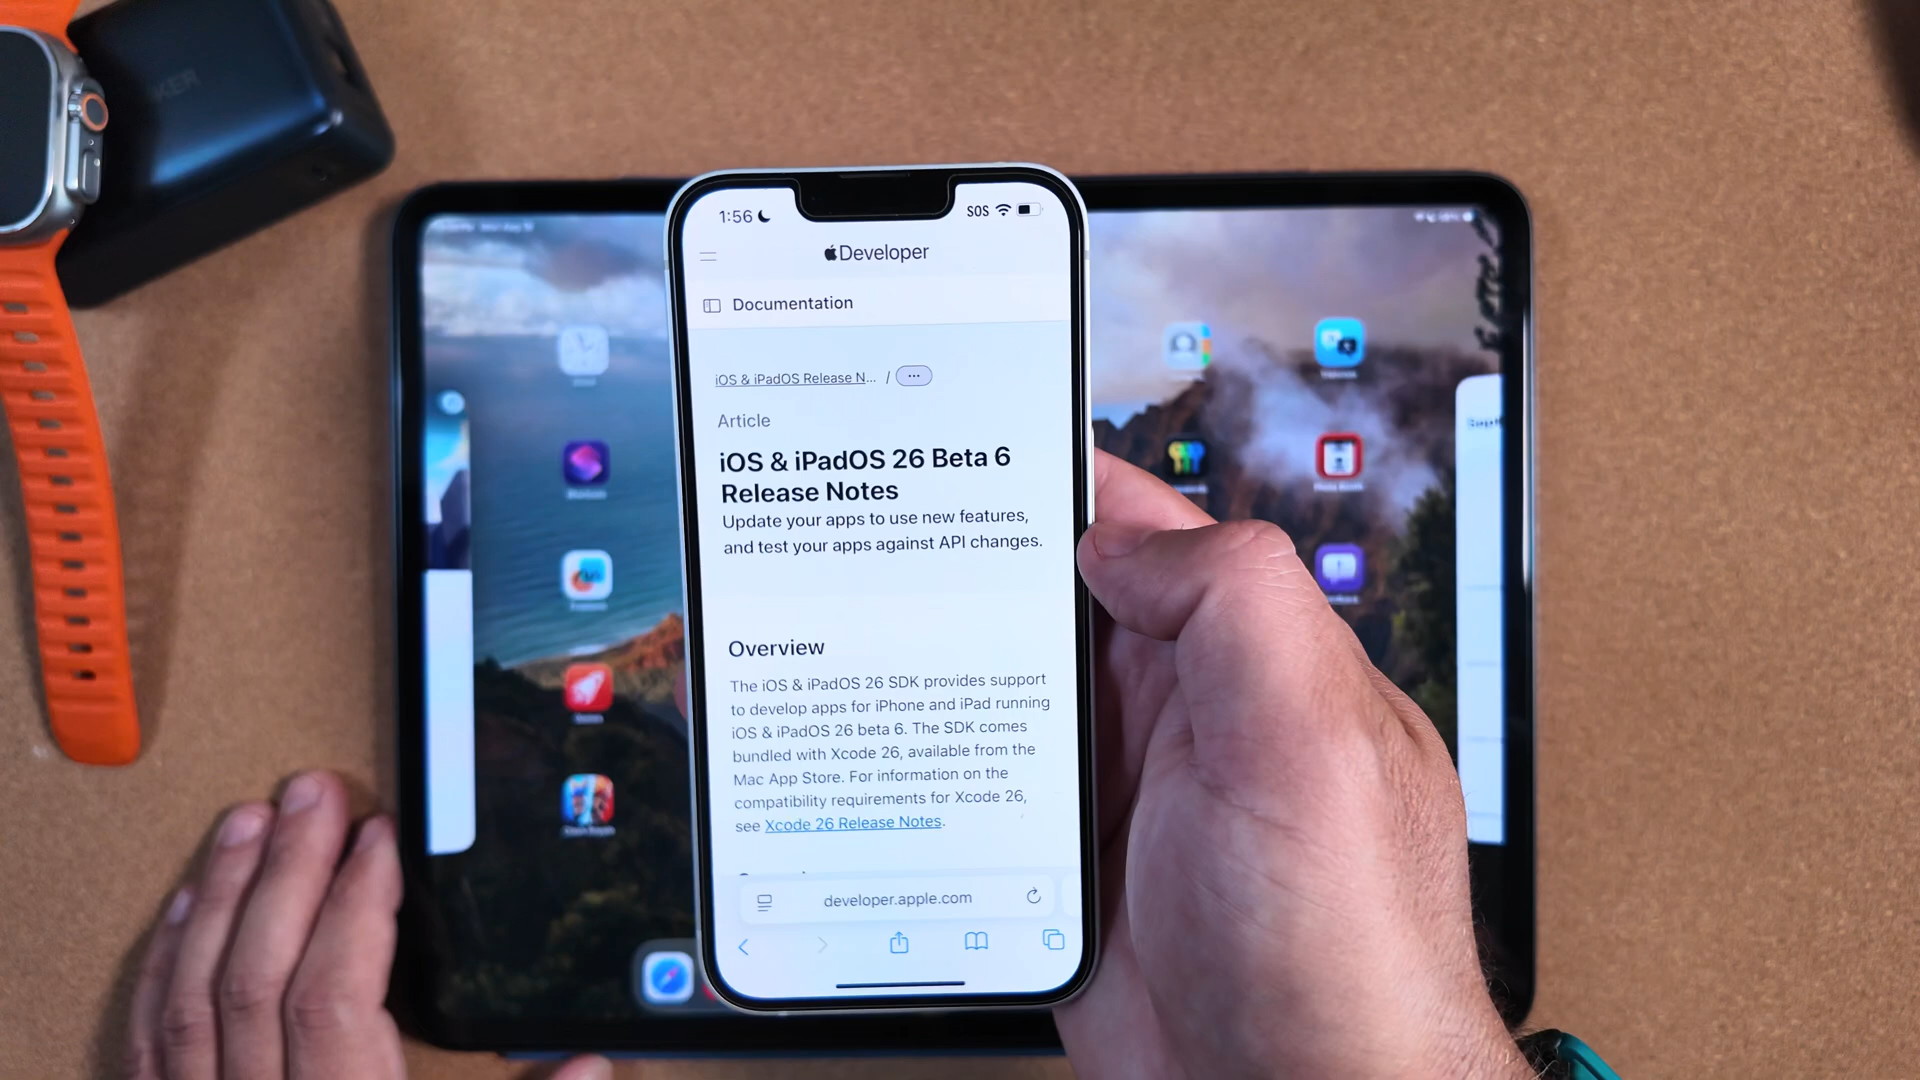 1:56
SOS
Developer
Documentation
iOS & iPadOS Release N... / ...
Article
iOS & iPadOS 26 Beta 6
Release Notes
Update your apps to use new features,
and test your apps against API changes.
Overview
The iOS & iPadOS 26 SDK provides support
to develop apps for iPhone and iPad running
iOS & iPadOS 26 beta 6. The SDK comes
bundled with Xcode 26, available from the
Mac App Store. For information on the
compatibility requirements for Xcode 26,
see Xcode 26 Release Notes.
developer.apple.com